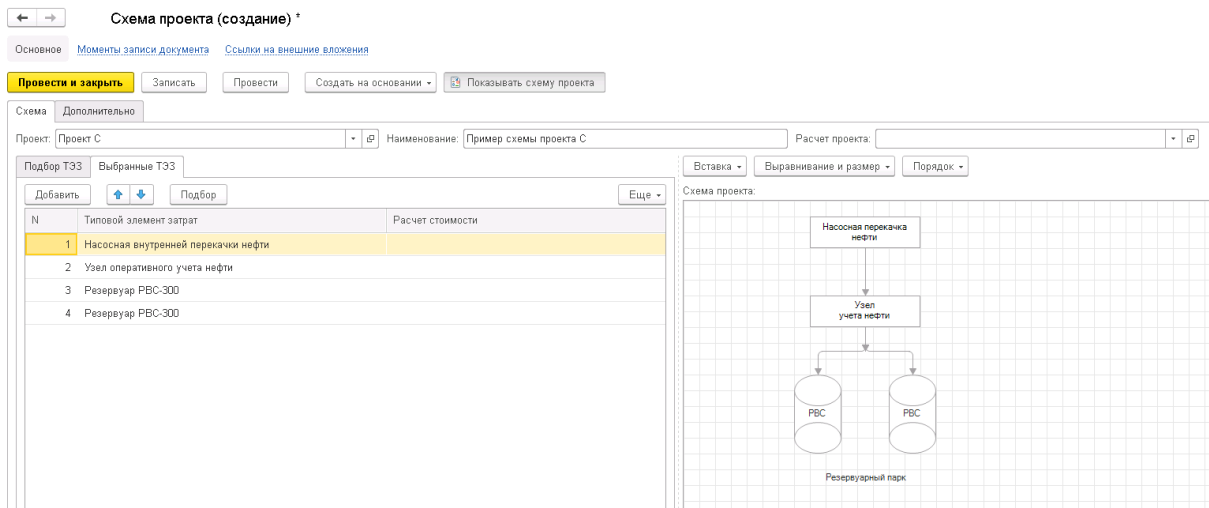 Схема проекта (создание) *
Основное Моменты записи документа Ссылки на внешние вложения
Провести и закрыть Записать Провести Создать на основании Показывать схему проекта
Схема Дополнительно
Проект: Проект С Наименование: Пример схемы проекта С Расчет проекта:
Подбор ТЭЗ Выбранные ТЭЗ
Добавить Подбор Еще
N Типовой элемент затрат Расчет стоимости
1 Насосная внутренней перекачки нефти
2 Узел оперативного учета нефти
3 Резервуар РВС-300
4 Резервуар РВС-300
Вставка Выравнивание и размер Порядок
Схема проекта:
Насосная перекачка
нефти
Узел
учета нефти
РВС РВС
Резервуарный парк